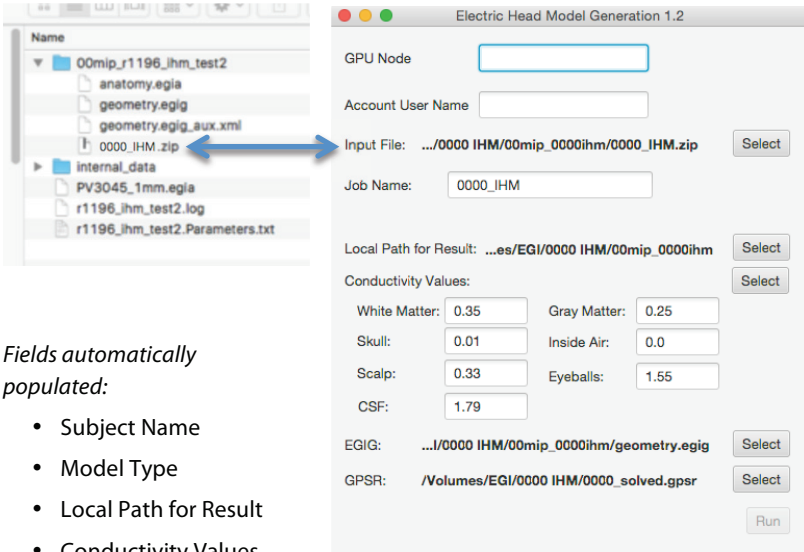 Name
00mip_r1196_ihm_test2
anatomy.egia
geometry.egig
geometry.egig_aux.xml
0000_IHM.zip
internal_data
PV3045_1mm.egia
r1196_ihm_test2.log
r1196_ihm_test2.Parameters.txt
Fields automatically
populated:
• Subject Name
• Model Type
• Local Path for Result
• Conductivity Values
Electric Head Model Generation 1.2
GPU Node
Account User Name
Input File: .../0000 IHM/00mip_0000ihm/0000_IHM.zip Select
Job Name: 0000_IHM
Local Path for Result: ...es/EGI/0000 IHM/00mip_0000ihm Select
Conductivity Values: Select
White Matter: 0.35 Gray Matter: 0.25
Skull: 0.01 Inside Air: 0.0
Scalp: 0.33 Eyeballs: 1.55
CSF: 1.79
EGIG: ...I/0000 IHM/00mip_0000ihm/geometry.egig Select
GPSR: /Volumes/EGI/0000 IHM/0000_solved.gpsr Select
Run